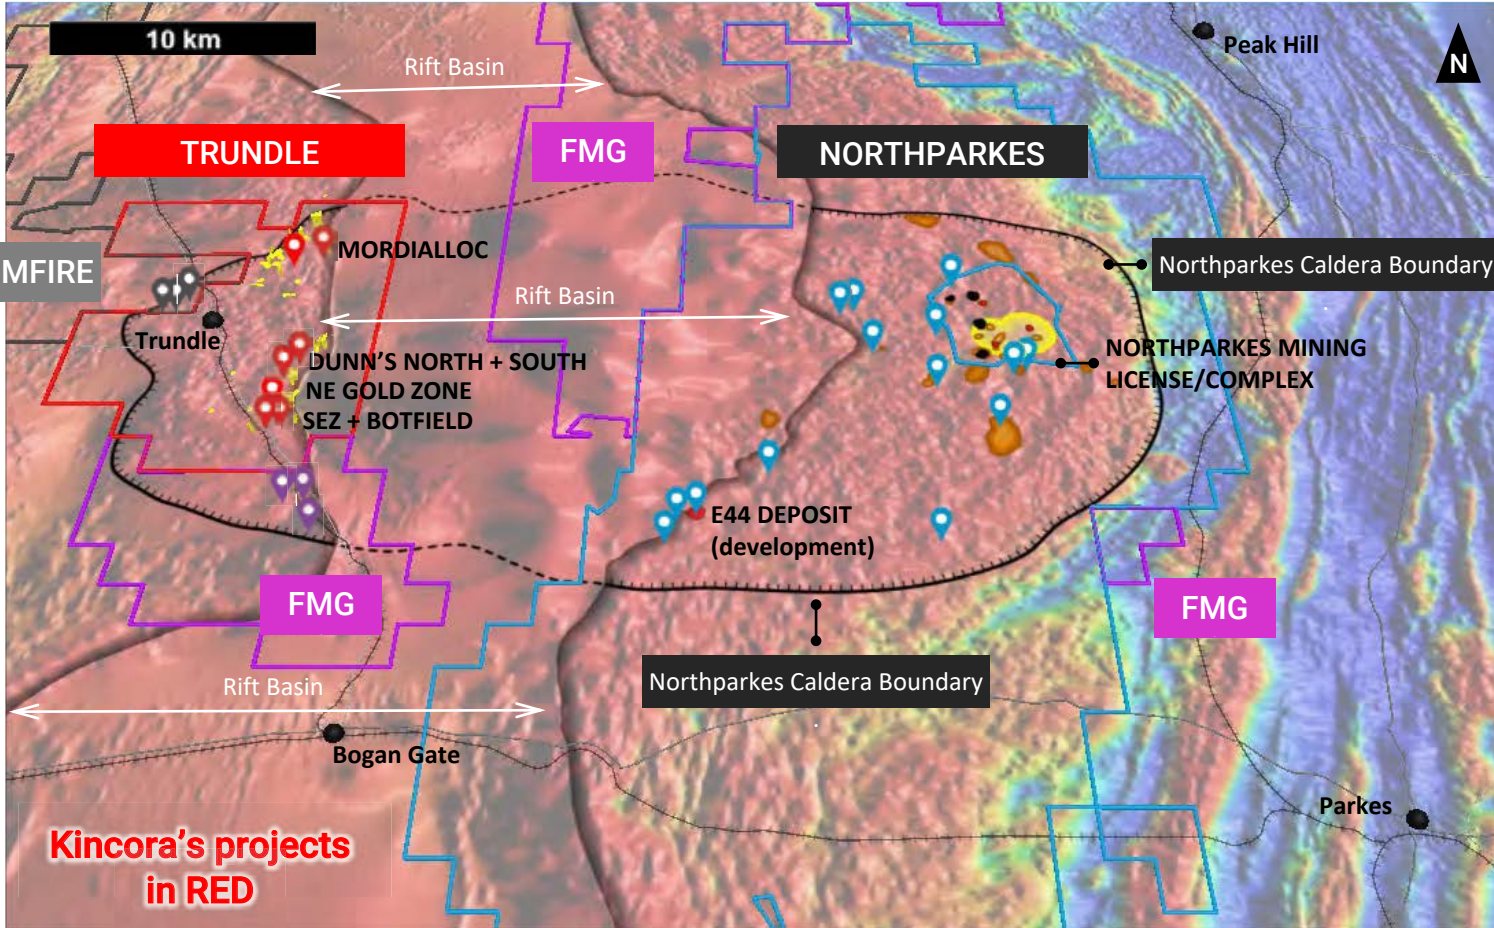 10 km
Rift Basin
Peak Hill
N
TRUNDLE
FMG
NORTHPARKES
MORDIALLOC
MFIRE
Northparkes Caldera Boundary
Rift Basin
Trundle
DUNN'S NORTH + SOUTH
NE GOLD ZONE
SEZ + BOTFIELD
NORTHPARKES MINING
LICENSE/COMPLEX
E44 DEPOSIT
(development)
FMG
FMG
Rift Basin
Northparkes Caldera Boundary
Bogan Gate
Parkes
Kincora's projects
in RED